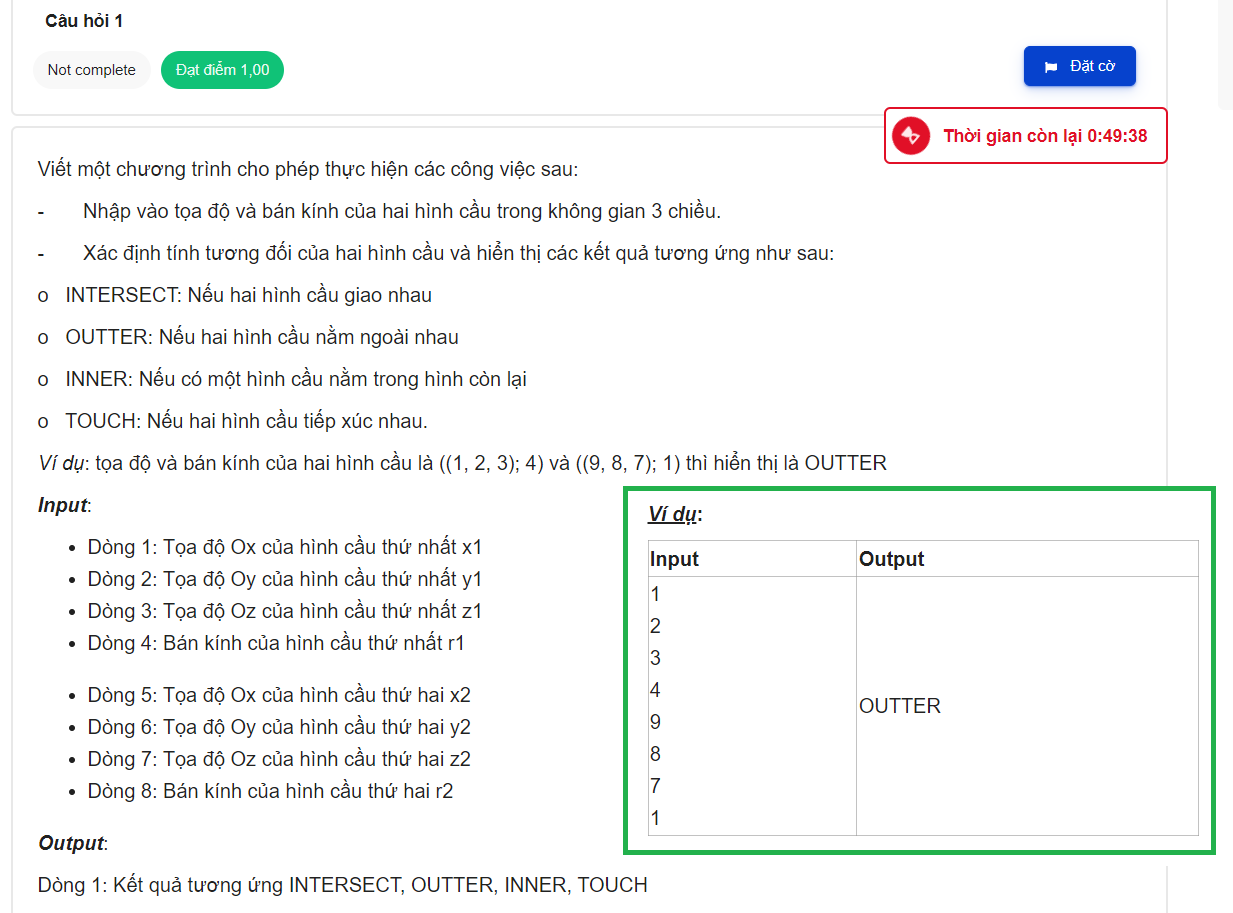 Câu hỏi 1
Not complete
Đạt điểm 1,00
Đặt cờ
Thời gian còn lại 0:49:38
Viết một chương trình cho phép thực hiện các công việc sau:
- Nhập vào tọa độ và bán kính của hai hình cầu trong không gian 3 chiều.
- Xác định tính tương đối của hai hình cầu và hiển thị các kết quả tương ứng như sau:
o INTERSECT: Nếu hai hình cầu giao nhau
o OUTTER: Nếu hai hình cầu nằm ngoài nhau
o INNER: Nếu có một hình cầu nằm trong hình còn lại
o TOUCH: Nếu hai hình cầu tiếp xúc nhau.
Ví dụ: tọa độ và bán kính của hai hình cầu là ((1, 2, 3); 4) và ((9, 8, 7); 1) thì hiển thị là OUTTER
Input:
• Dòng 1: Tọa độ Ox của hình cầu thứ nhất x1
• Dòng 2: Tọa độ Oy của hình cầu thứ nhất y1
• Dòng 3: Tọa độ Oz của hình cầu thứ nhất z1
• Dòng 4: Bán kính của hình cầu thứ nhất r1
• Dòng 5: Tọa độ Ox của hình cầu thứ hai x2
• Dòng 6: Tọa độ Oy của hình cầu thứ hai y2
• Dòng 7: Tọa độ Oz của hình cầu thứ hai z2
• Dòng 8: Bán kính của hình cầu thứ hai r2
Output:
Dòng 1: Kết quả tương ứng INTERSECT, OUTTER, INNER, TOUCH
Ví dụ:
Input Output
1
2
3
4
9
8
7
1
OUTTER